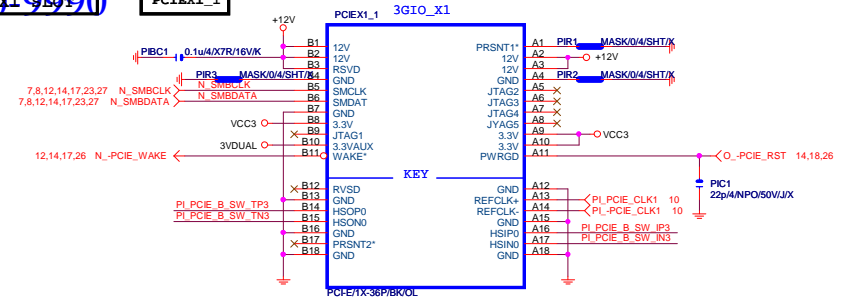 PCIEX1_1
3GIO_X1
PCIEX1_1
+12V
PIBC1 0.1u/4/X7R/16V/K
B1 12V PRSNT1* A1 PIR1 MASK/0/4/SHT/X
B2 12V 12V A2 +12V
B3 RSVD 12V A3
PIR3 MASK/0/4/SHT/X B4 GND GND A4 PIR2 MASK/0/4/SHT/X
7,8,12,14,17,23,27 N_SMBCLK N_SMBCLK B5 SMCLK JTAG2 A5
7,8,12,14,17,23,27 N_SMBDATA N_SMBDATA B6 SMDAT JTAG3 A6
B7 GND JTAG4 A7
VCC3 B8 3.3V JYAG5 A8
B9 JTAG1 3.3V A9 VCC3
3VDUAL B10 3.3VAUX 3.3V A10
12,14,17,26 N_-PCIE_WAKE B11 WAKE* PWRGD A11 O_-PCIE_RST 14,18,26
KEY
PIC1
22p/4/NPO/50V/J/X
B12 RVSD GND A12
B13 GND REFCLK+ A13 PI_PCIE_CLK1 10
PI_PCIE_B_SW_TP3 B14 HSOP0 REFCLK- A14 PI_-PCIE_CLK1 10
PI_PCIE_B_SW_TN3 B15 HSON0 GND A15
B16 GND HSIP0 A16 PI_PCIE_B_SW_IP3
B17 PRSNT2* HSIN0 A17 PI_PCIE_B_SW_IN3
B18 GND GND A18
PCI-E/1X-36P/BK/OL